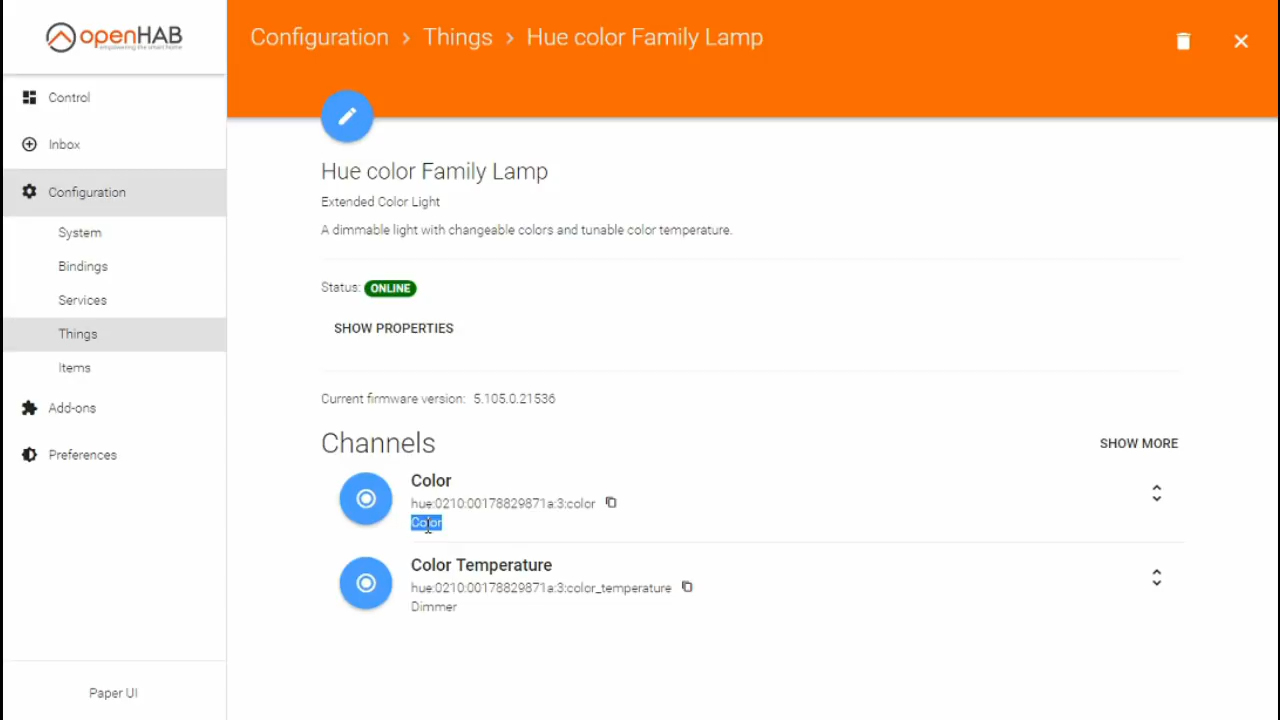 openHAB
empowering the smart home
Configuration > Things > Hue color Family Lamp
Control
Inbox
Configuration
System
Bindings
Services
Things
Items
Add-ons
Preferences
Paper UI
Hue color Family Lamp
Extended Color Light
A dimmable light with changeable colors and tunable color temperature.
Status: ONLINE
SHOW PROPERTIES
Current firmware version: 5.105.0.21536
Channels
SHOW MORE
Color
hue:0210:00178829871a:3:color
Color
Color Temperature
hue:0210:00178829871a:3:color_temperature
Dimmer